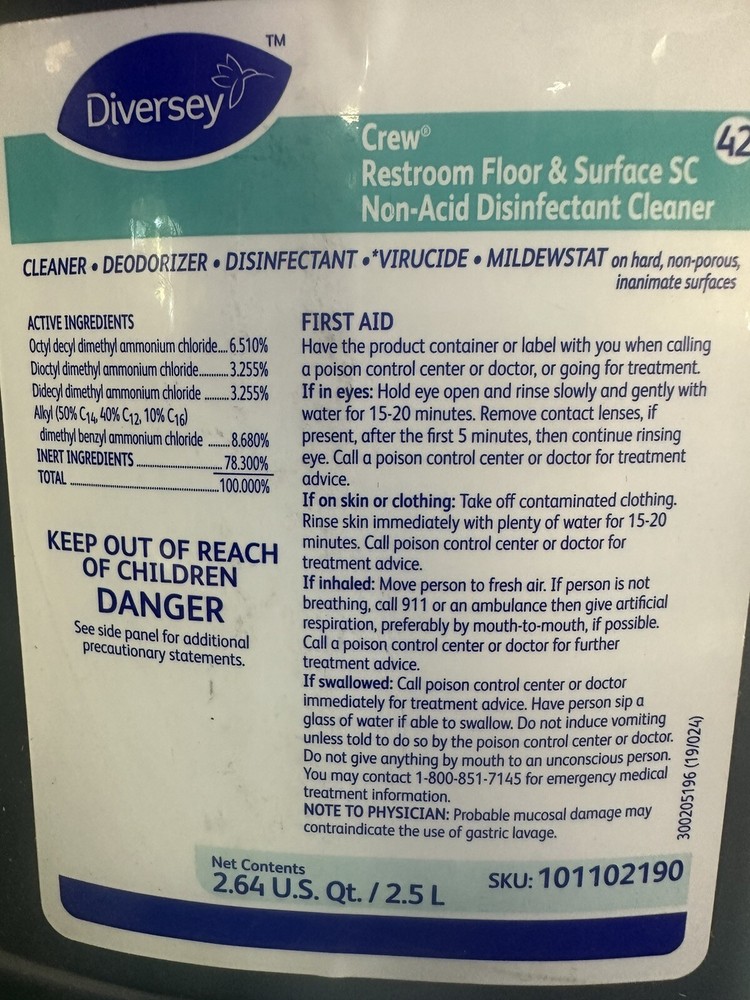 Diversey™
Crew®
42
Restroom Floor & Surface SC
Non-Acid Disinfectant Cleaner
CLEANER • DEODORIZER • DISINFECTANT • *VIRUCIDE • MILDEWSTAT on hard, non-porous,
inanimate surfaces
ACTIVE INGREDIENTS
Octyl decyl dimethyl ammonium chloride.... 6.510%
Dioctyl dimethyl ammonium chloride........... 3.255%
Didecyl dimethyl ammonium chloride ......... 3.255%
Alkyl (50% C14, 40% C12, 10% C16)
dimethyl benzyl ammonium chloride ........ 8.680%
INERT INGREDIENTS ........................ 78.300%
TOTAL .......................................... 100.000%
KEEP OUT OF REACH
OF CHILDREN
DANGER
See side panel for additional
precautionary statements.
FIRST AID
Have the product container or label with you when calling
a poison control center or doctor, or going for treatment.
If in eyes: Hold eye open and rinse slowly and gently with
water for 15-20 minutes. Remove contact lenses, if
present, after the first 5 minutes, then continue rinsing
eye. Call a poison control center or doctor for treatment
advice.
If on skin or clothing: Take off contaminated clothing.
Rinse skin immediately with plenty of water for 15-20
minutes. Call poison control center or doctor for
treatment advice.
If inhaled: Move person to fresh air. If person is not
breathing, call 911 or an ambulance then give artificial
respiration, preferably by mouth-to-mouth, if possible.
Call a poison control center or doctor for further
treatment advice.
If swallowed: Call poison control center or doctor
immediately for treatment advice. Have person sip a
glass of water if able to swallow. Do not induce vomiting
unless told to do so by the poison control center or doctor.
Do not give anything by mouth to an unconscious person.
You may contact 1-800-851-7145 for emergency medical
treatment information.
NOTE TO PHYSICIAN: Probable mucosal damage may
contraindicate the use of gastric lavage.
300205196 (19/024)
Net Contents
2.64 U.S. Qt. / 2.5 L
SKU: 101102190